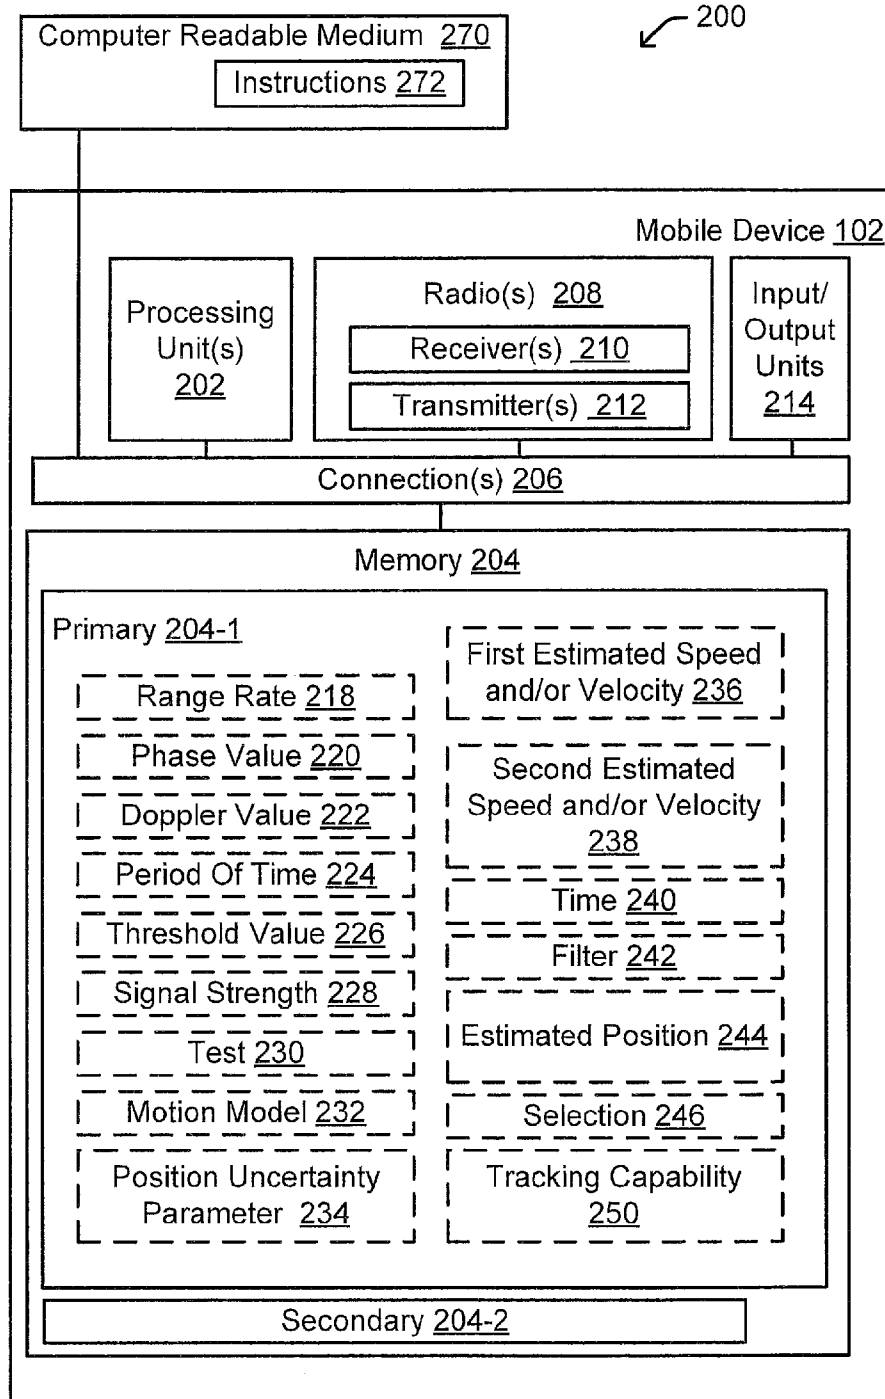 200
Computer Readable Medium 270
Instructions 272
Mobile Device 102
Processing
Unit(s)
202
Radio(s) 208
Receiver(s) 210
Transmitter(s) 212
Input/
Output
Units
214
Connection(s) 206
Memory 204
Primary 204-1
Range Rate 218
Phase Value 220
Doppler Value 222
Period Of Time 224
Threshold Value 226
Signal Strength 228
Test 230
Motion Model 232
Position Uncertainty
Parameter 234
First Estimated Speed
and/or Velocity 236
Second Estimated
Speed and/or Velocity
238
Time 240
Filter 242
Estimated Position 244
Selection 246
Tracking Capability
250
Secondary 204-2